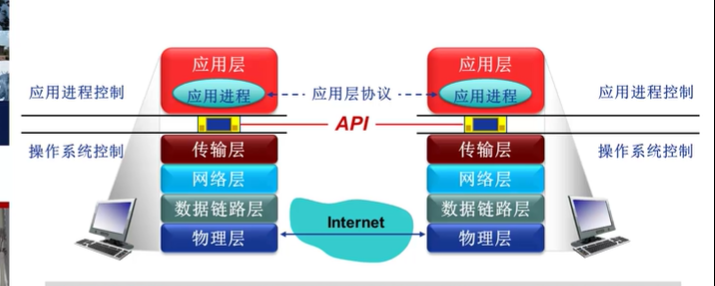 应用层
应用层
应用进程控制
应用进程
应用层协议
应用进程
应用进程控制
API
操作系统控制
传输层
传输层
操作系统控制
网络层
网络层
数据链路层
Internet
数据链路层
物理层
物理层